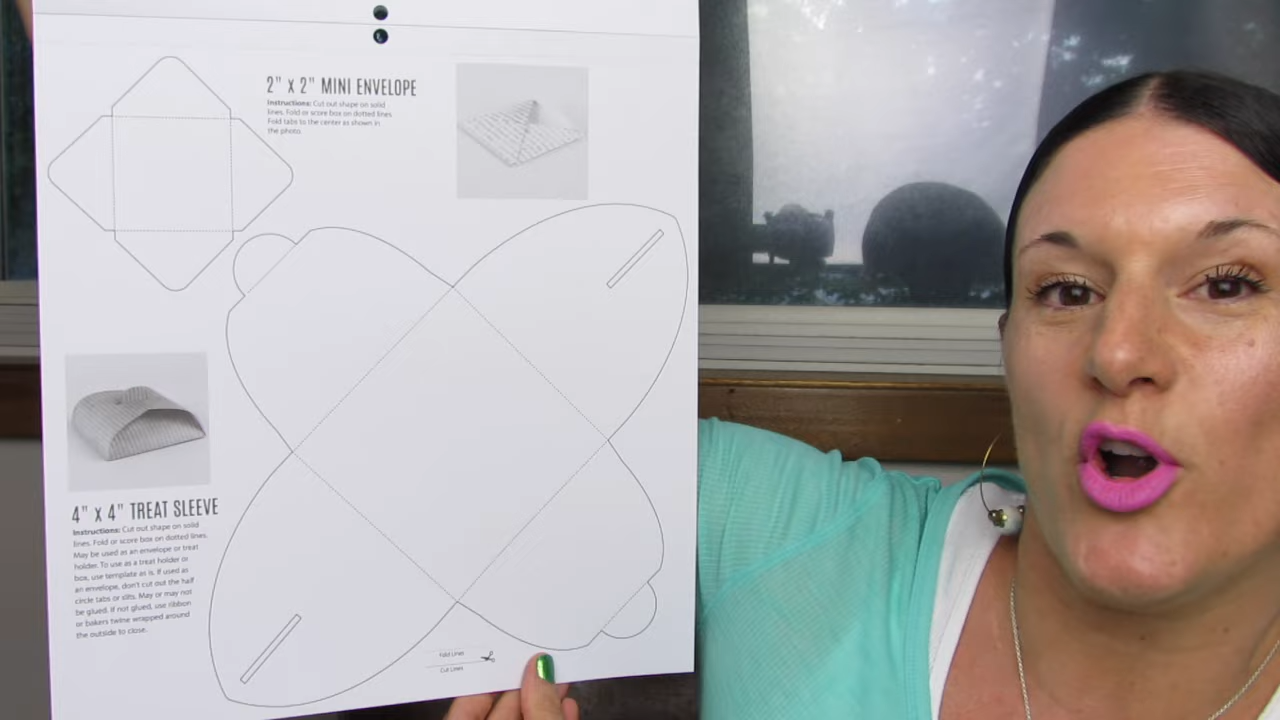 2" x 2" MINI ENVELOPE
Instructions: Cut out shape on solid
lines. Fold or score box on dotted lines.
Fold tabs to the center as shown in
the photo.
4" x 4" TREAT SLEEVE
Instructions: Cut out shape on solid
lines. Fold or score box on dotted lines.
May be used as an envelope or treat
holder. To use as a treat holder or
box, use template as is. If used as
an envelope, don't cut out the half
circle tabs or slits. May or may not
be glued. If not glued, use ribbon
or bakers twine wrapped around
the outside to close.
Fold Lines
Cut Lines